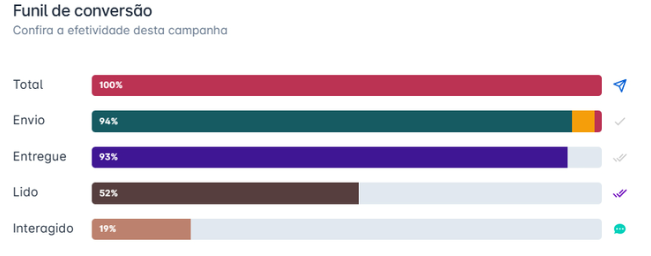 Funil de conversão
Confira a efetividade desta campanha
Total
100%
Envio
94%
Entregue
93%
Lido
52%
Interagido
19%